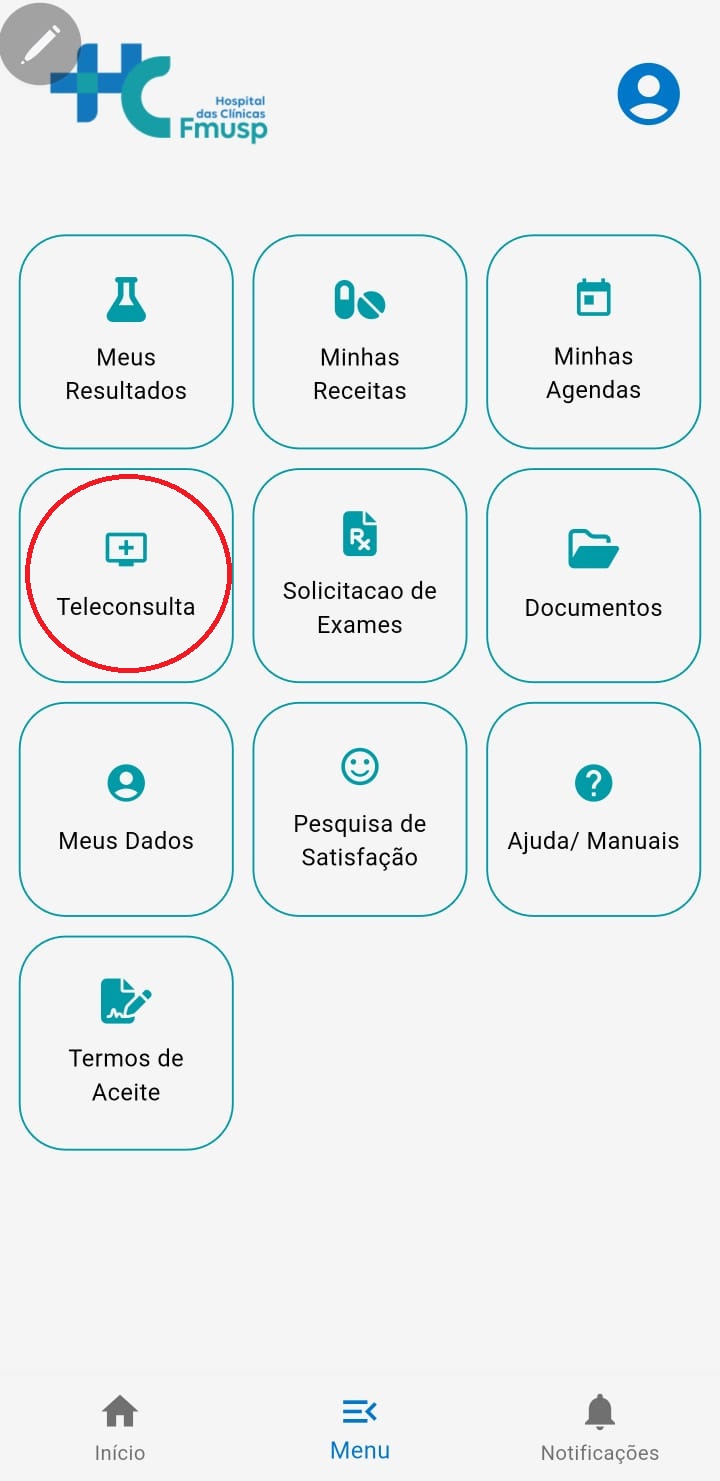 Hospital
das Clínicas
Fmusp
Meus
Resultados
Minhas
Receitas
Minhas
Agendas
Teleconsulta
Solicitacao de
Exames
Documentos
Meus Dados
Pesquisa de
Satisfação
Ajuda/ Manuais
Termos de
Aceite
Início
Menu
Notificações